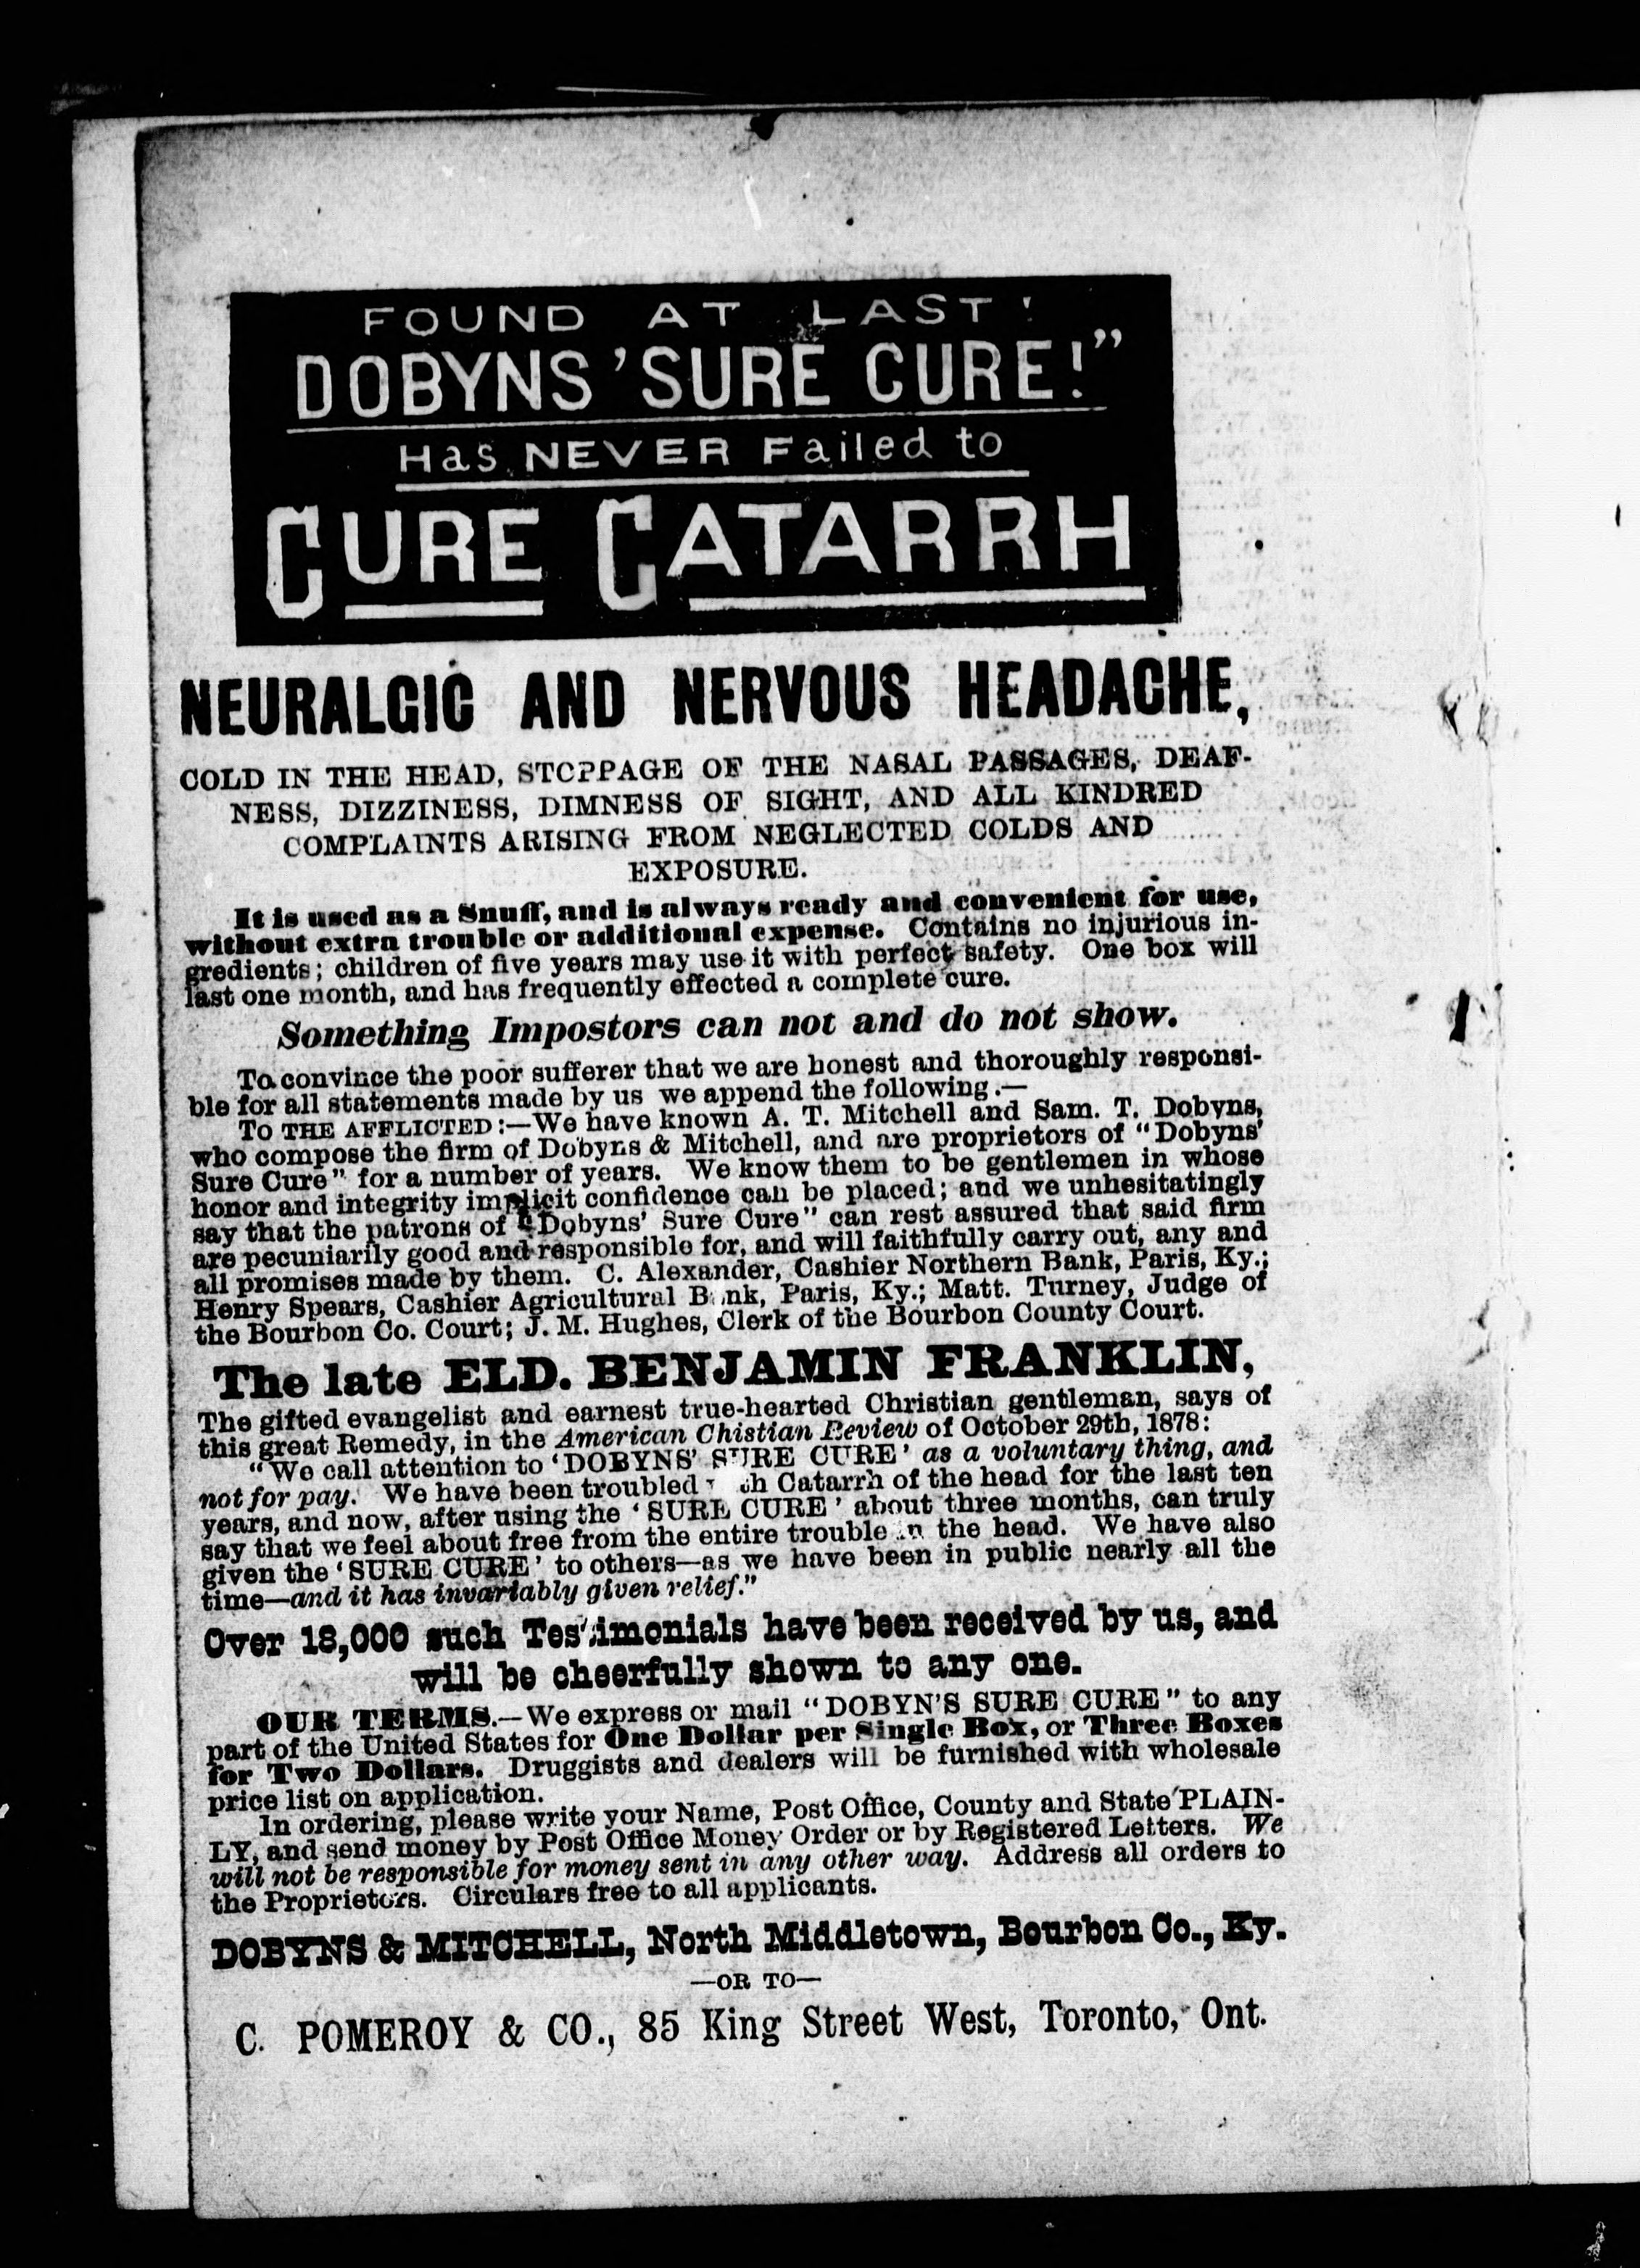 FOUND AT LAST!
DOBYNS 'SURE CURE!"
Has NEVER Failed to
CURE CATARRH
NEURALGIC AND NERVOUS HEADACHE,
COLD IN THE HEAD, STOPPAGE OF THE NASAL PASSAGES, DEAF-
NESS, DIZZINESS, DIMNESS OF SIGHT, AND ALL KINDRED
COMPLAINTS ARISING FROM NEGLECTED COLDS AND
EXPOSURE.
It is used as a Snuff, and is always ready and convenient for use,
without extra trouble or additional expense. Contains no injurious in-
gredients; children of five years may use it with perfect safety. One box will
last one month, and has frequently effected a complete cure.
Something Impostors can not and do not show.
To convince the poor sufferer that we are honest and thoroughly responsi-
ble for all statements made by us we append the following.—
TO THE AFFLICTED:—We have known A. T. Mitchell and Sam. T. Dobyns,
who compose the firm of Dobyns & Mitchell, and are proprietors of "Dobyns'
Sure Cure" for a number of years. We know them to be gentlemen in whose
honor and integrity implicit confidence can be placed; and we unhesitatingly
say that the patrons of "Dobyns' Sure Cure" can rest assured that said firm
are pecuniarily good and responsible for, and will faithfully carry out, any and
all promises made by them. C. Alexander, Cashier Northern Bank, Paris, Ky.;
Henry Spears, Cashier Agricultural Bank, Paris, Ky.; Matt. Turney, Judge of
the Bourbon Co. Court; J. M. Hughes, Clerk of the Bourbon County Court.
The late ELD. BENJAMIN FRANKLIN,
The gifted evangelist and earnest true-hearted Christian gentleman, says of
this great Remedy, in the American Chistian Review of October 29th, 1878:
"We call attention to 'DOBYNS' SURE CURE' as a voluntary thing, and
not for pay. We have been troubled with Catarrh of the head for the last ten
years, and now, after using the 'SURE CURE' about three months, can truly
say that we feel about free from the entire trouble in the head. We have also
given the 'SURE CURE' to others—as we have been in public nearly all the
time—and it has invariably given relief."
Over 18,000 such Testimonials have been received by us, and
will be cheerfully shown to any one.
OUR TERMS.—We express or mail "DOBYN'S SURE CURE" to any
part of the United States for One Dollar per Single Box, or Three Boxes
for Two Dollars. Druggists and dealers will be furnished with wholesale
price list on application.
In ordering, please write your Name, Post Office, County and State PLAIN-
LY, and send money by Post Office Money Order or by Registered Letters. We
will not be responsible for money sent in any other way. Address all orders to
the Proprietors. Circulars free to all applicants.
DOBYNS & MITCHELL, North Middletown, Bourbon Co., Ky.
—OR TO—
C. POMEROY & CO., 85 King Street West, Toronto, Ont.